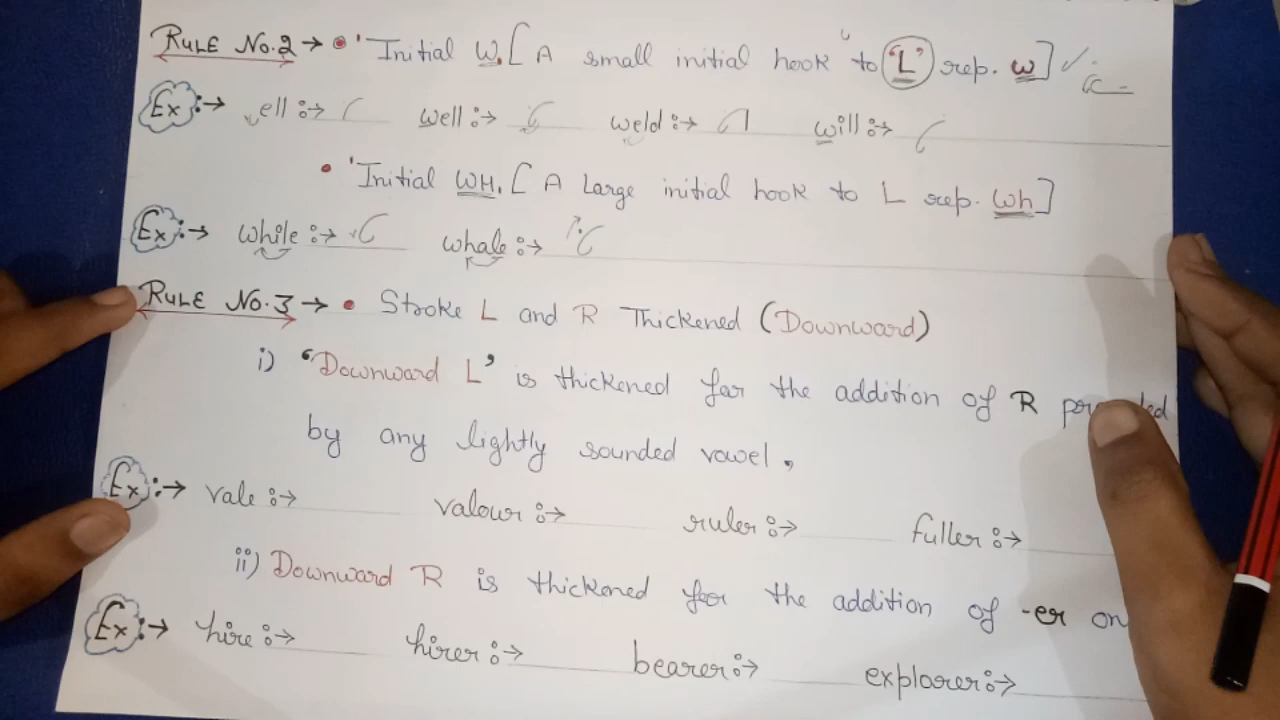 RULE No.2 → • 'Initial W. [ A small initial hook to 'L' rep. w ] ✓
Ex :→ ell :→ well :→ weld :→ will :→
• 'Initial WH. [ A Large initial hook to L rep. wh ]
Ex :→ while :→ whale :→
RULE No.3 → • Stroke L and R Thickened (Downward)
i) 'Downward L' is thickened for the addition of R
by any lightly sounded vowel.
Ex :→ vale :→ valour :→ ruler :→ fuller :→
ii) Downward R is thickened for the addition of -er on
Ex :→ hire :→ hirer :→ bearer :→ explorer :→